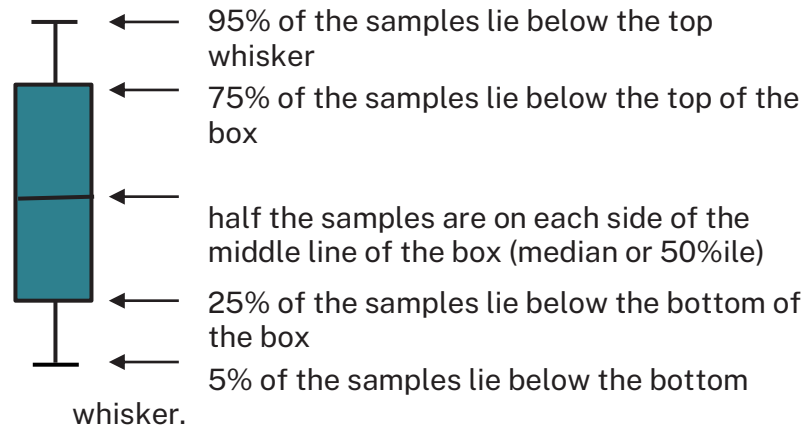 95% of the samples lie below the top
whisker
75% of the samples lie below the top of the
box
half the samples are on each side of the
middle line of the box (median or 50%ile)
25% of the samples lie below the bottom of
the box
5% of the samples lie below the bottom
whisker.